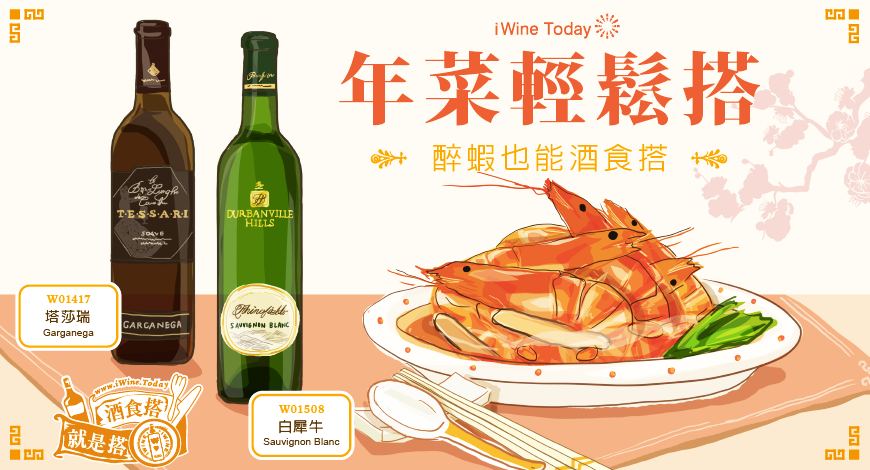 iWine Today
年菜輕鬆搭
醉蝦也能酒食搭
TESSARI
SOAVE
GARGANEGA
DURBANVILLE
HILLS
SAUVIGNON BLANC
W01417
塔莎瑞
Garganega
W01508
白犀牛
Sauvignon Blanc
www.iWine.Today
酒食搭
就是搭